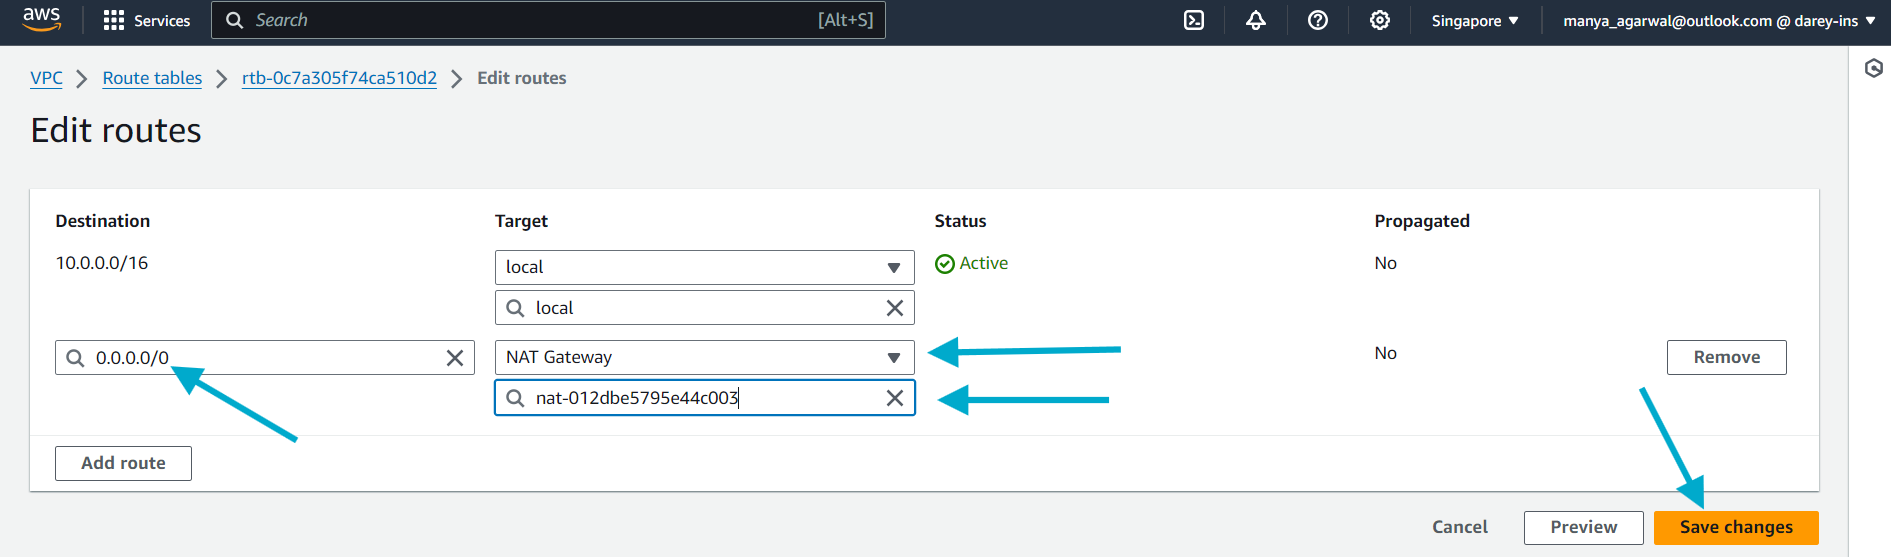 aws Services Search [Alt+S] Singapore manya_agarwal@outlook.com @ darey-ins
VPC Route tables rtb-0c7a305f74ca510d2 Edit routes
Edit routes
Destination Target Status Propagated
10.0.0.0/16 local Active No
local
0.0.0.0/0 NAT Gateway No Remove
nat-012dbe5795e44c003
Add route
Cancel Preview Save changes